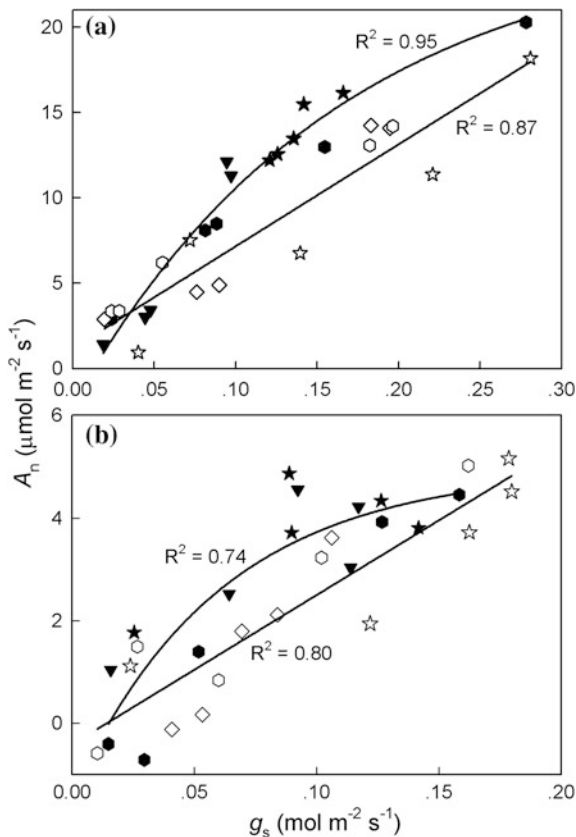 (a)
20
15
10
5
0
R² = 0.95
R² = 0.87
0.00 .05 .10 .15 .20 .25 0.30
Aₙ (μmol m⁻² s⁻¹)
(b)
6
4
2
0
R² = 0.74
R² = 0.80
0.00 .05 .10 .15 .20
gₛ (mol m⁻² s⁻¹)